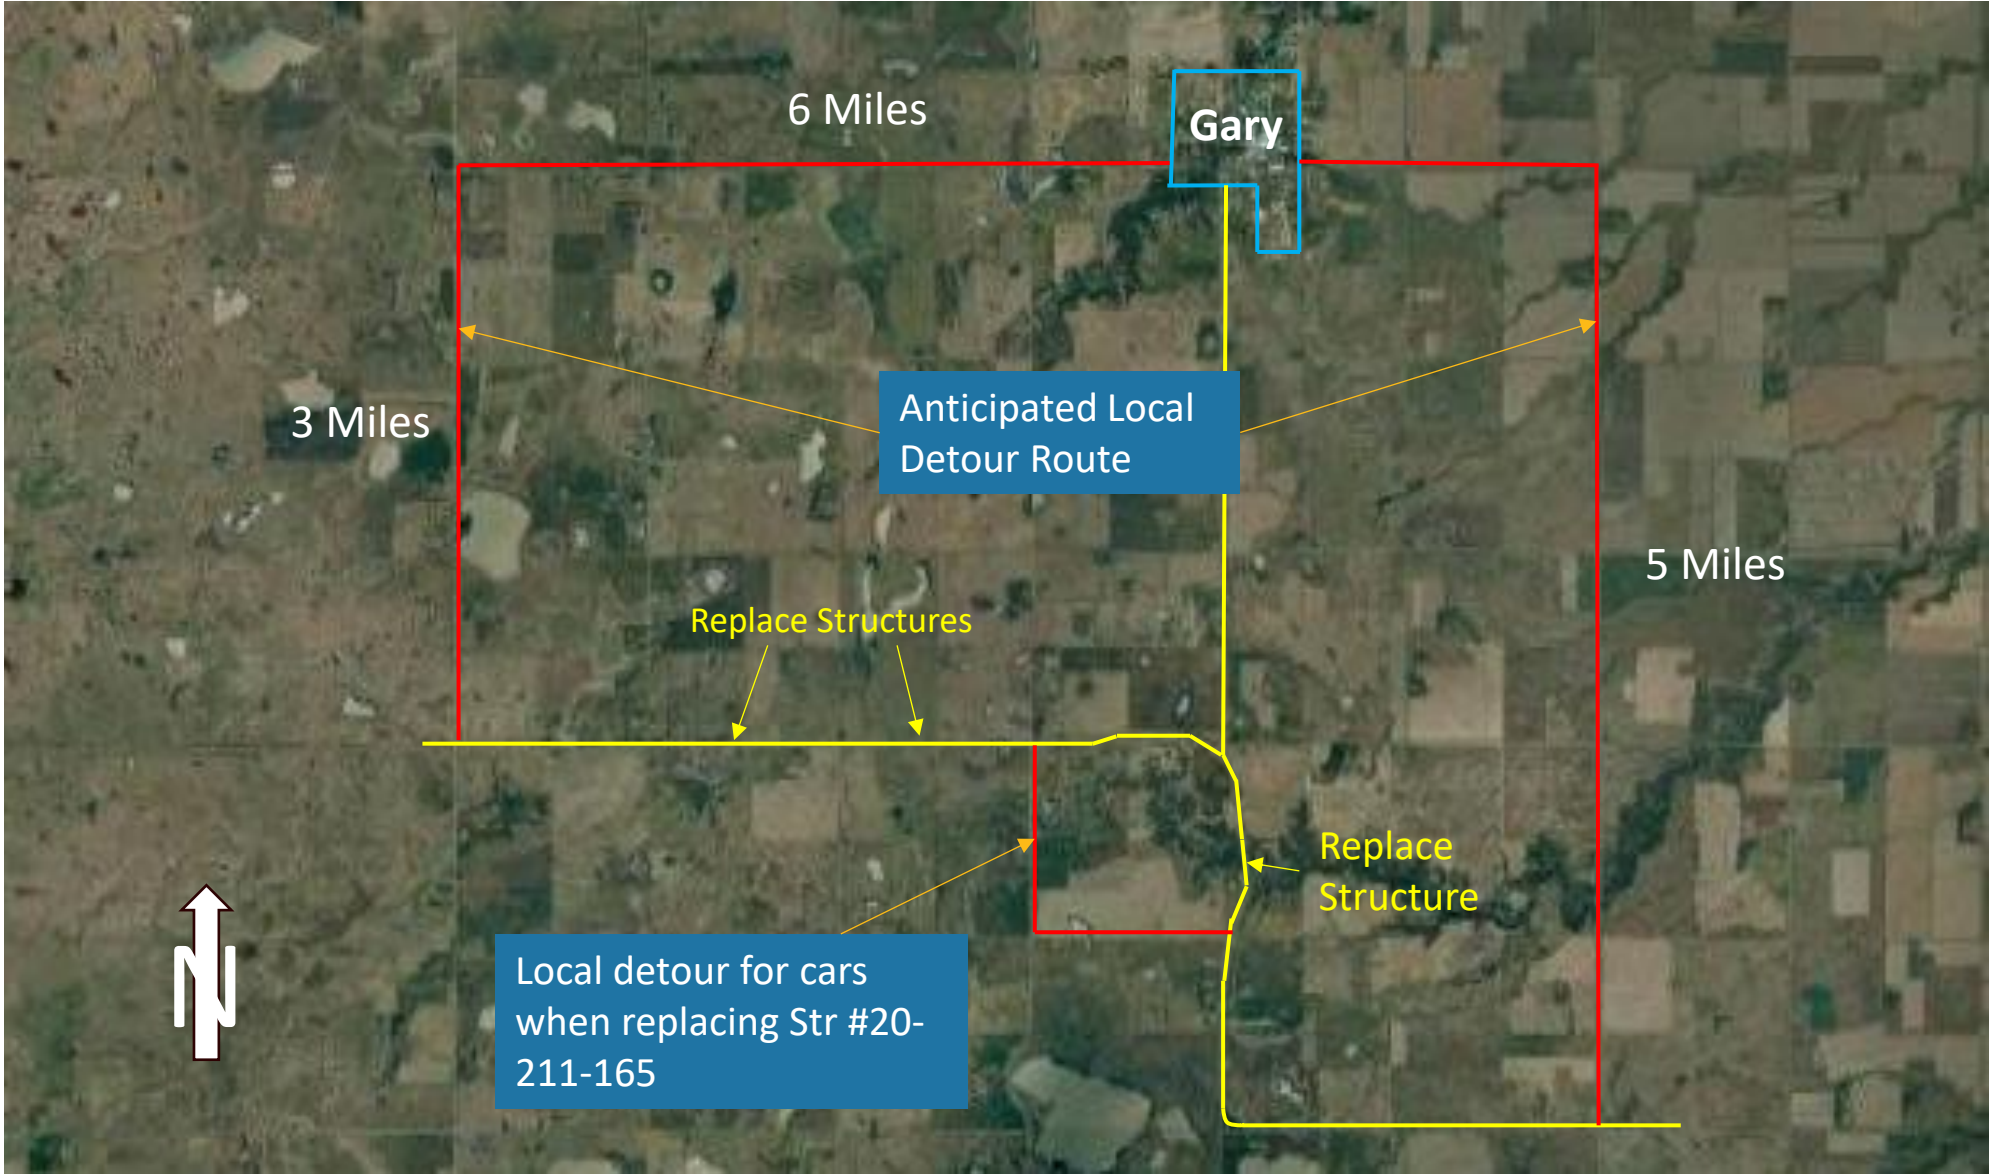 6 Miles
Gary
3 Miles
Anticipated Local
Detour Route
5 Miles
Replace Structures
Replace
Structure
Local detour for cars
when replacing Str #20-
211-165
N